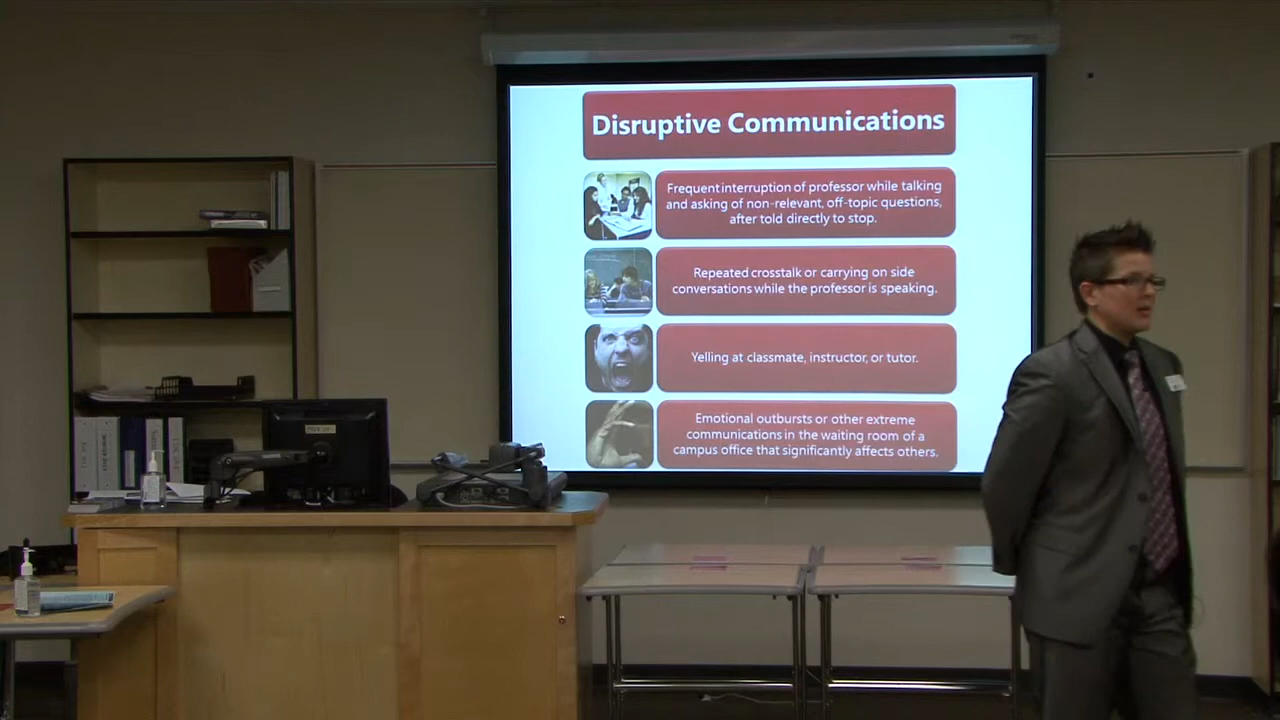 Disruptive Communications
Frequent interruption of professor while talking
and asking of non-relevant, off-topic questions,
after told directly to stop.
Repeated crosstalk or carrying on side
conversations while the professor is speaking.
Yelling at classmate, instructor, or tutor.
Emotional outbursts or other extreme
communications in the waiting room of a
campus office that significantly affects others.